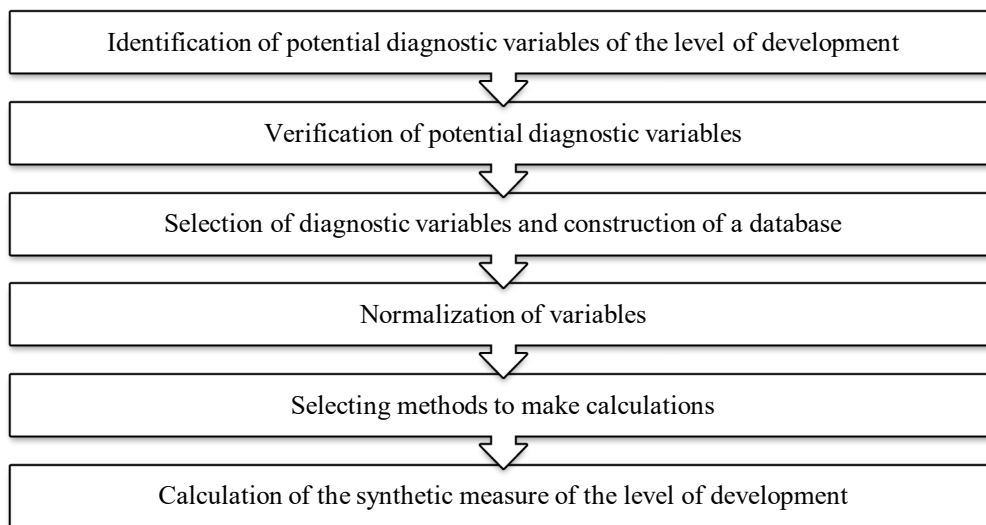 Identification of potential diagnostic variables of the level of development
Verification of potential diagnostic variables
Selection of diagnostic variables and construction of a database
Normalization of variables
Selecting methods to make calculations
Calculation of the synthetic measure of the level of development